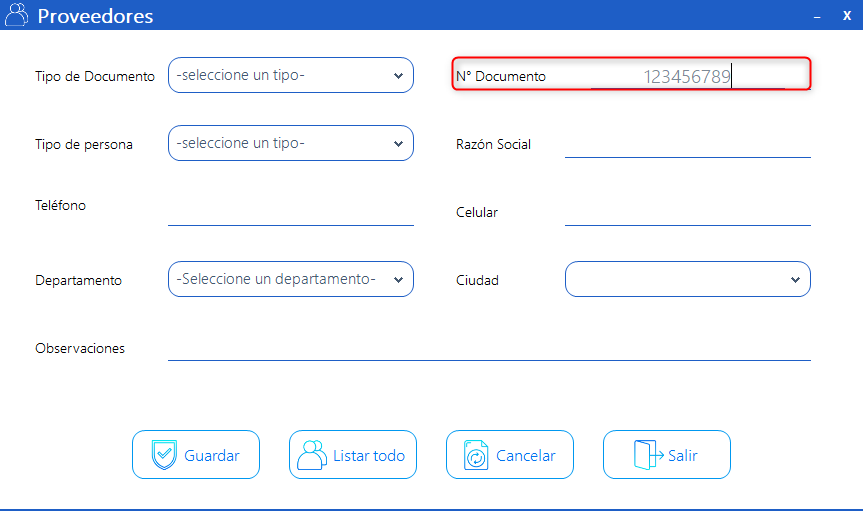 Proveedores
Tipo de Documento -seleccione un tipo- N° Documento 123456789
Tipo de persona -seleccione un tipo- Razón Social
Teléfono Celular
Departamento -Seleccione un departamento- Ciudad
Observaciones
Guardar Listar todo Cancelar Salir